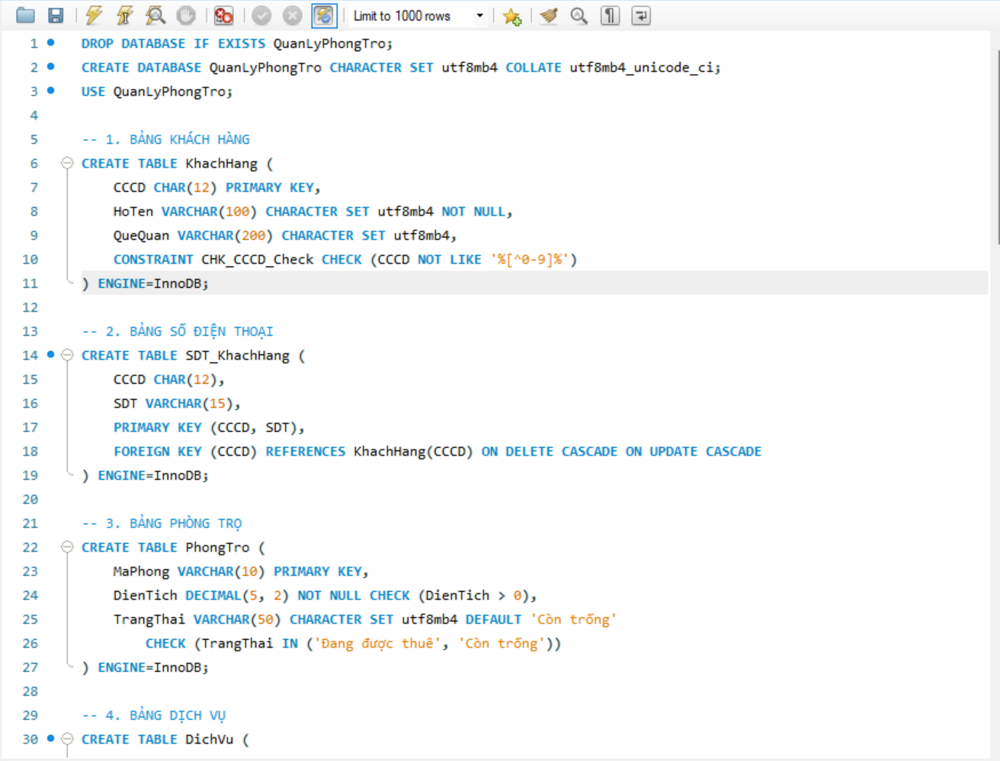 Limit to 1000 rows
1 DROP DATABASE IF EXISTS QuanLyPhongTro;
2 CREATE DATABASE QuanLyPhongTro CHARACTER SET utf8mb4 COLLATE utf8mb4_unicode_ci;
3 USE QuanLyPhongTro;
4
5 -- 1. BẢNG KHÁCH HÀNG
6 CREATE TABLE KhachHang (
7 CCCD CHAR(12) PRIMARY KEY,
8 HoTen VARCHAR(100) CHARACTER SET utf8mb4 NOT NULL,
9 QueQuan VARCHAR(200) CHARACTER SET utf8mb4,
10 CONSTRAINT CHK_CCCD_Check CHECK (CCCD NOT LIKE '%[^0-9]%')
11 ) ENGINE=InnoDB;
12
13 -- 2. BẢNG SỐ ĐIỆN THOẠI
14 CREATE TABLE SDT_KhachHang (
15 CCCD CHAR(12),
16 SDT VARCHAR(15),
17 PRIMARY KEY (CCCD, SDT),
18 FOREIGN KEY (CCCD) REFERENCES KhachHang(CCCD) ON DELETE CASCADE ON UPDATE CASCADE
19 ) ENGINE=InnoDB;
20
21 -- 3. BẢNG PHÒNG TRỌ
22 CREATE TABLE PhongTro (
23 MaPhong VARCHAR(10) PRIMARY KEY,
24 DienTich DECIMAL(5, 2) NOT NULL CHECK (DienTich > 0),
25 TrangThai VARCHAR(50) CHARACTER SET utf8mb4 DEFAULT 'Còn trống'
26 CHECK (TrangThai IN ('Đang được thuê', 'Còn trống'))
27 ) ENGINE=InnoDB;
28
29 -- 4. BẢNG DỊCH VỤ
30 CREATE TABLE DichVu (